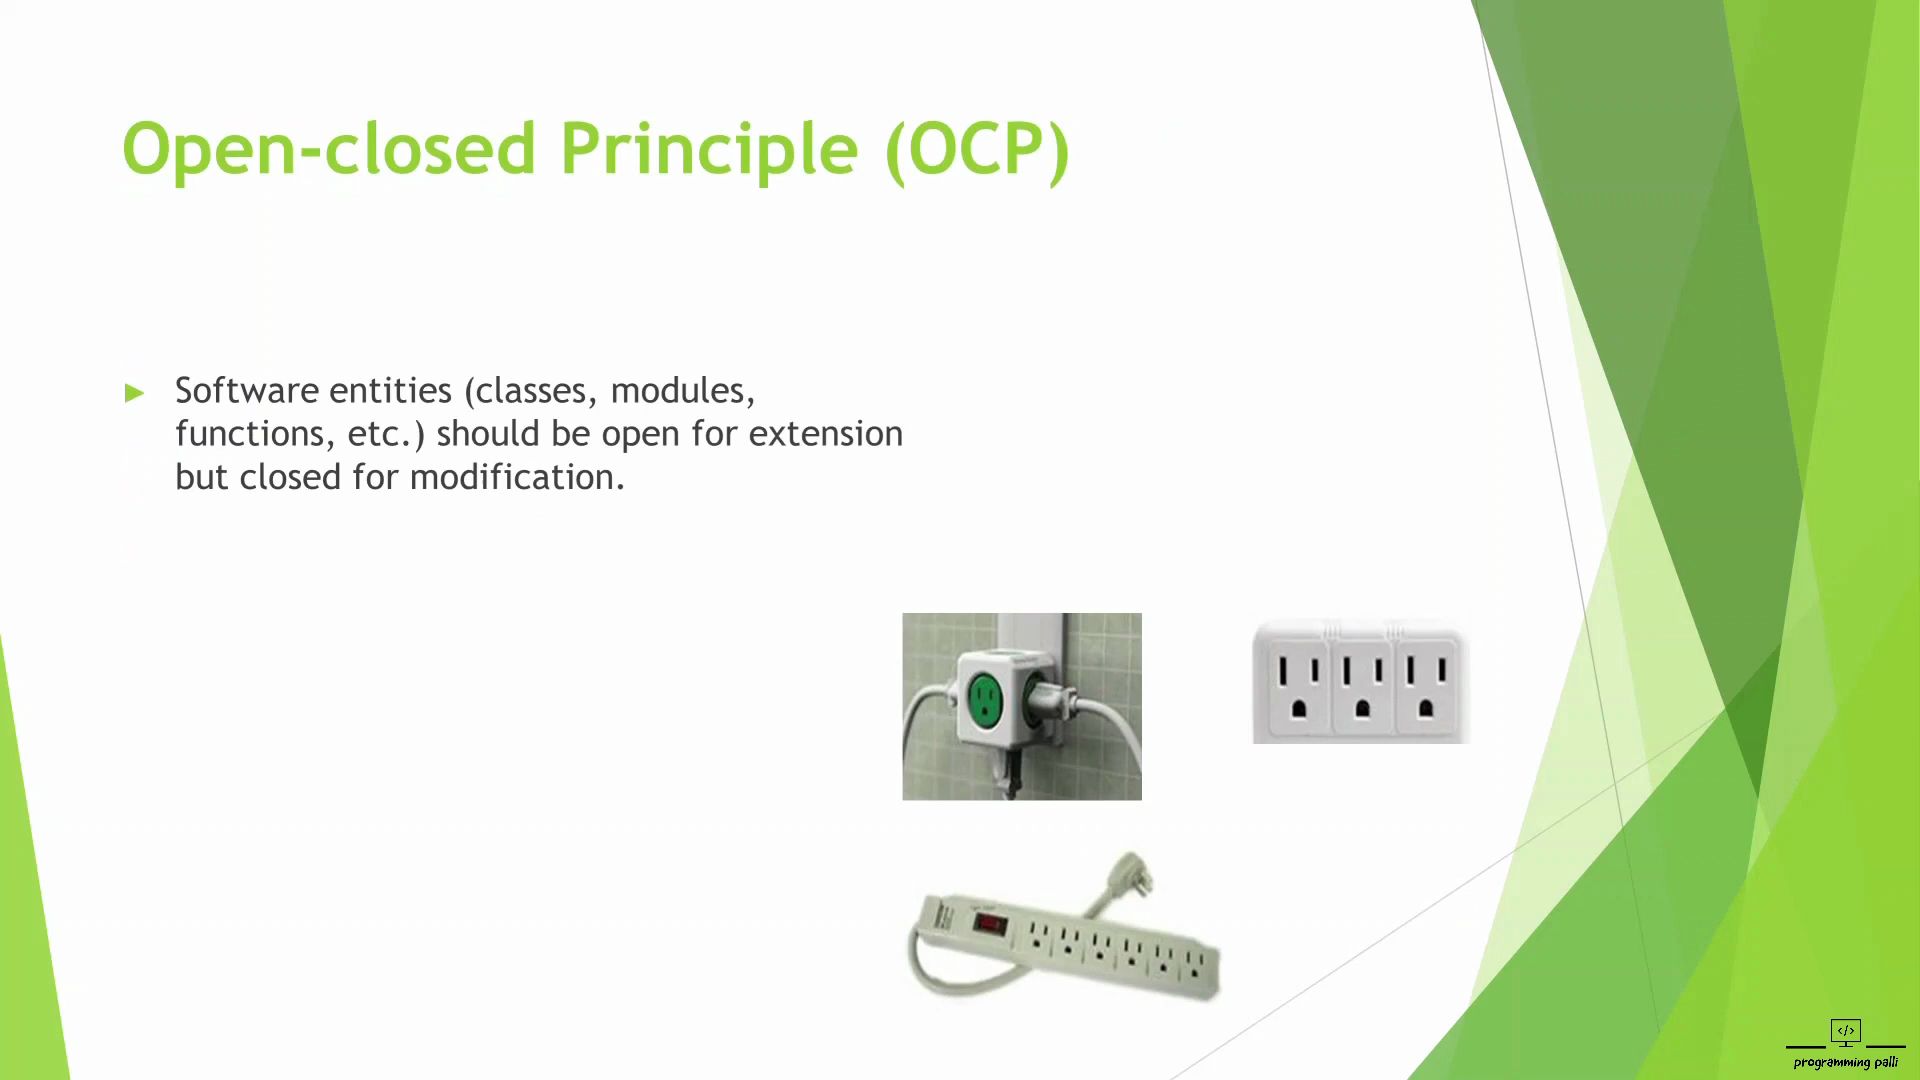 Open-closed Principle (OCP)
Software entities (classes, modules,
functions, etc.) should be open for extension
but closed for modification.
</>
programming palli